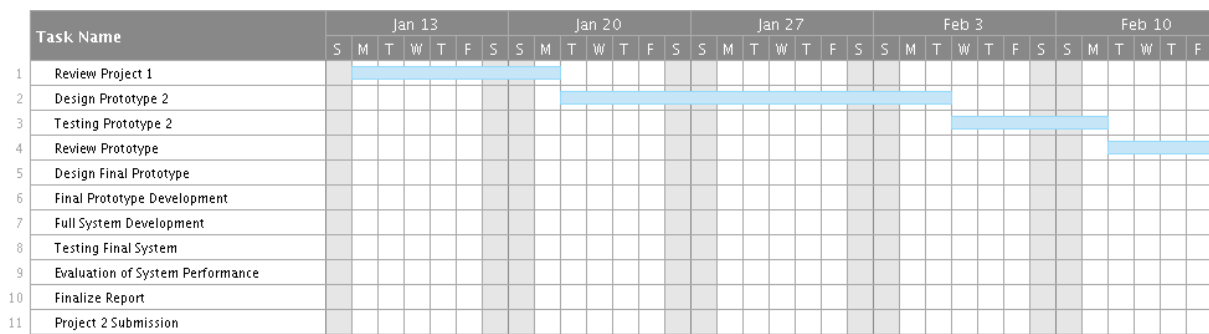 Task Name
Jan 13 Jan 20 Jan 27 Feb 3 Feb 10
S M T W T F S S M T W T F S S M T W T F S S M T W T F S S M T W T F
1 Review Project 1
2 Design Prototype 2
3 Testing Prototype 2
4 Review Prototype
5 Design Final Prototype
6 Final Prototype Development
7 Full System Development
8 Testing Final System
9 Evaluation of System Performance
10 Finalize Report
11 Project 2 Submission